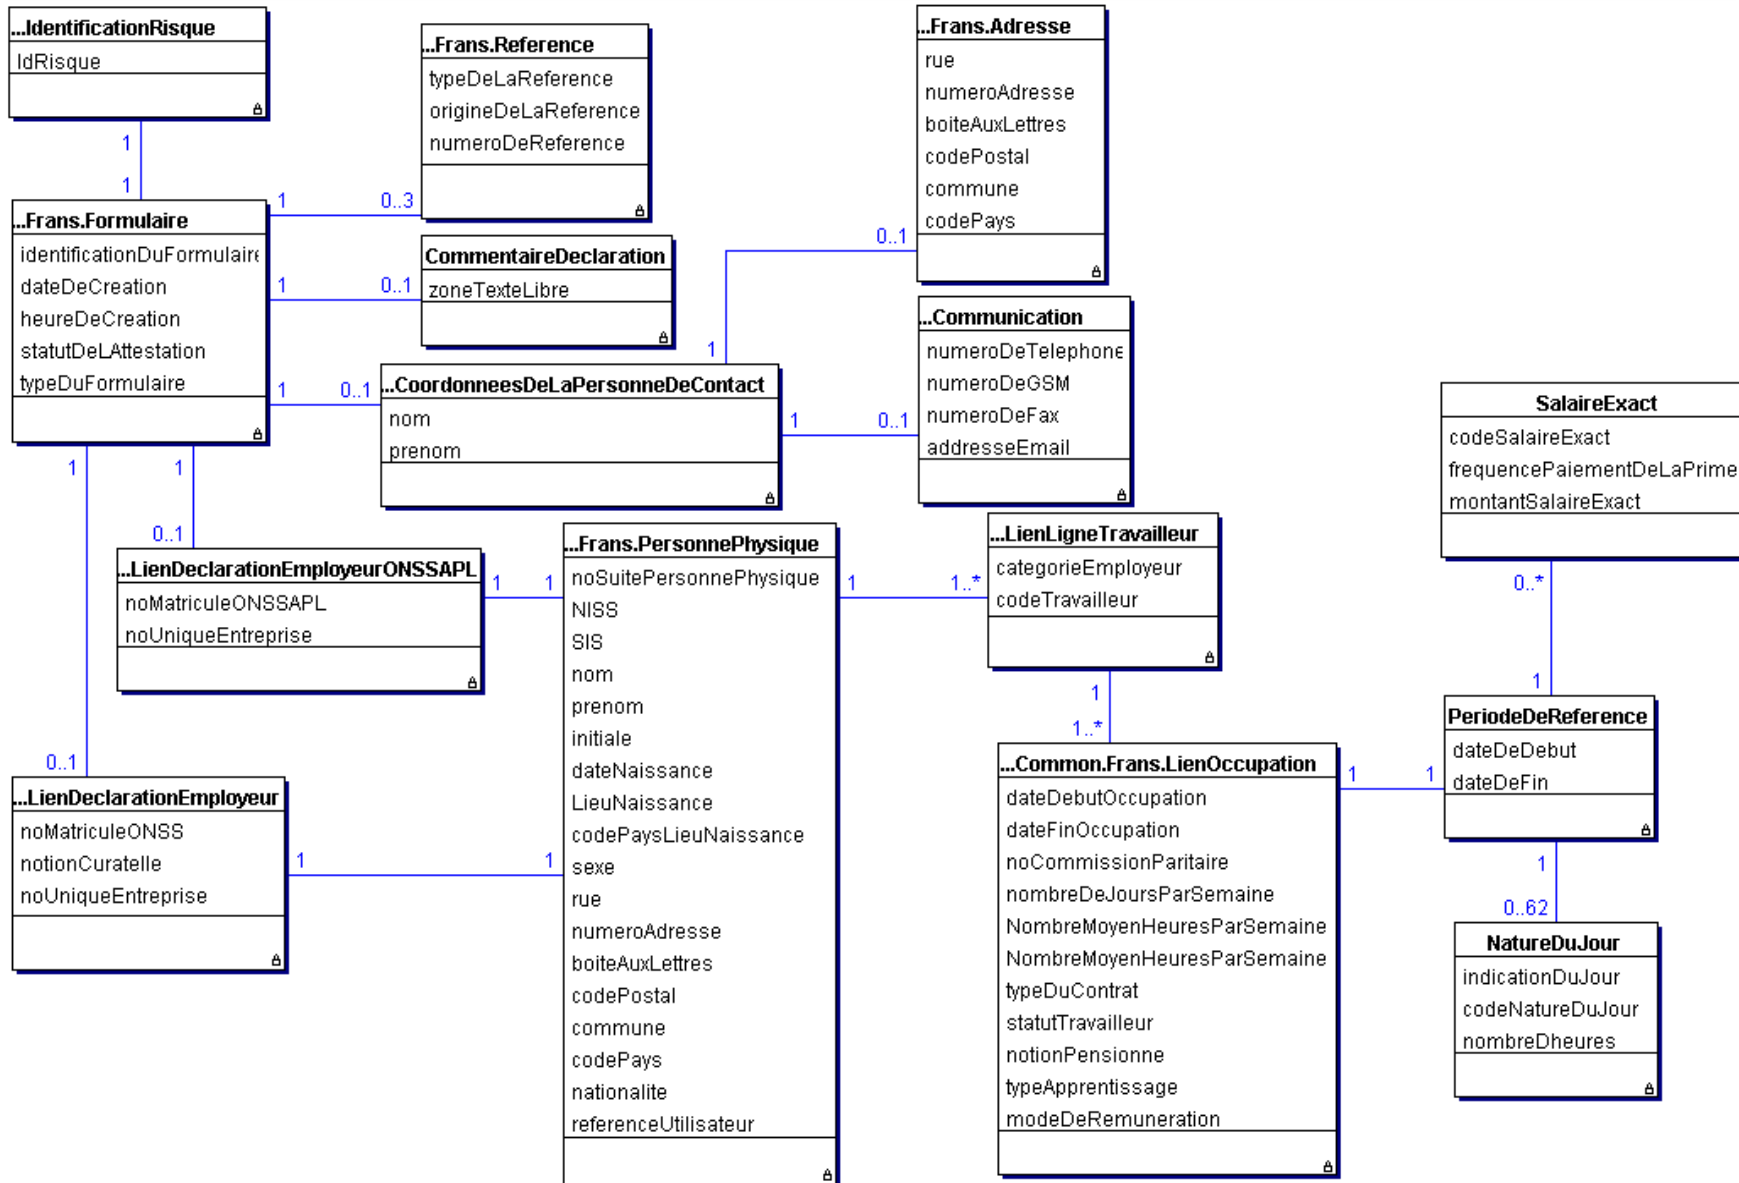 ...IdentificationRisque
IdRisque
1
1
...Frans.Reference
typeDeLaReference
origineDeLaReference
numeroDeReference
...Frans.Adresse
rue
numeroAdresse
boiteAuxLettres
codePostal
commune
codePays
...Frans.Formulaire
identificationDuFormulaire
dateDeCreation
heureDeCreation
statutDeLAttestation
typeDuFormulaire
1
0..3
1
0..1
1
0..1
CommentaireDeclaration
zoneTexteLibre
0..1
1
...CoordonneesDeLaPersonneDeContact
nom
prenom
1
0..1
...Communication
numeroDeTelephone
numeroDeGSM
numeroDeFax
addresseEmail
1
1
0..1
0..1
...LienDeclarationEmployeurONSSAPL
noMatriculeONSSAPL
noUniqueEntreprise
1
1
...LienDeclarationEmployeur
noMatriculeONSS
notionCuratelle
noUniqueEntreprise
1
1
...Frans.PersonnePhysique
noSuitePersonnePhysique
NISS
SIS
nom
prenom
initiale
dateNaissance
LieuNaissance
codePaysLieuNaissance
sexe
rue
numeroAdresse
boiteAuxLettres
codePostal
commune
codePays
nationalite
referenceUtilisateur
1
1..*
...LienLigneTravailleur
categorieEmployeur
codeTravailleur
1
1..*
...Common.Frans.LienOccupation
dateDebutOccupation
dateFinOccupation
noCommissionParitaire
nombreDeJoursParSemaine
NombreMoyenHeuresParSemaine
NombreMoyenHeuresParSemaine
typeDuContrat
statutTravailleur
notionPensionne
typeApprentissage
modeDeRemuneration
1
1
SalaireExact
codeSalaireExact
frequencePaiementDeLaPrime
montantSalaireExact
0..*
1
PeriodeDeReference
dateDeDebut
dateDeFin
1
0..62
NatureDuJour
indicationDuJour
codeNatureDuJour
nombreDheures